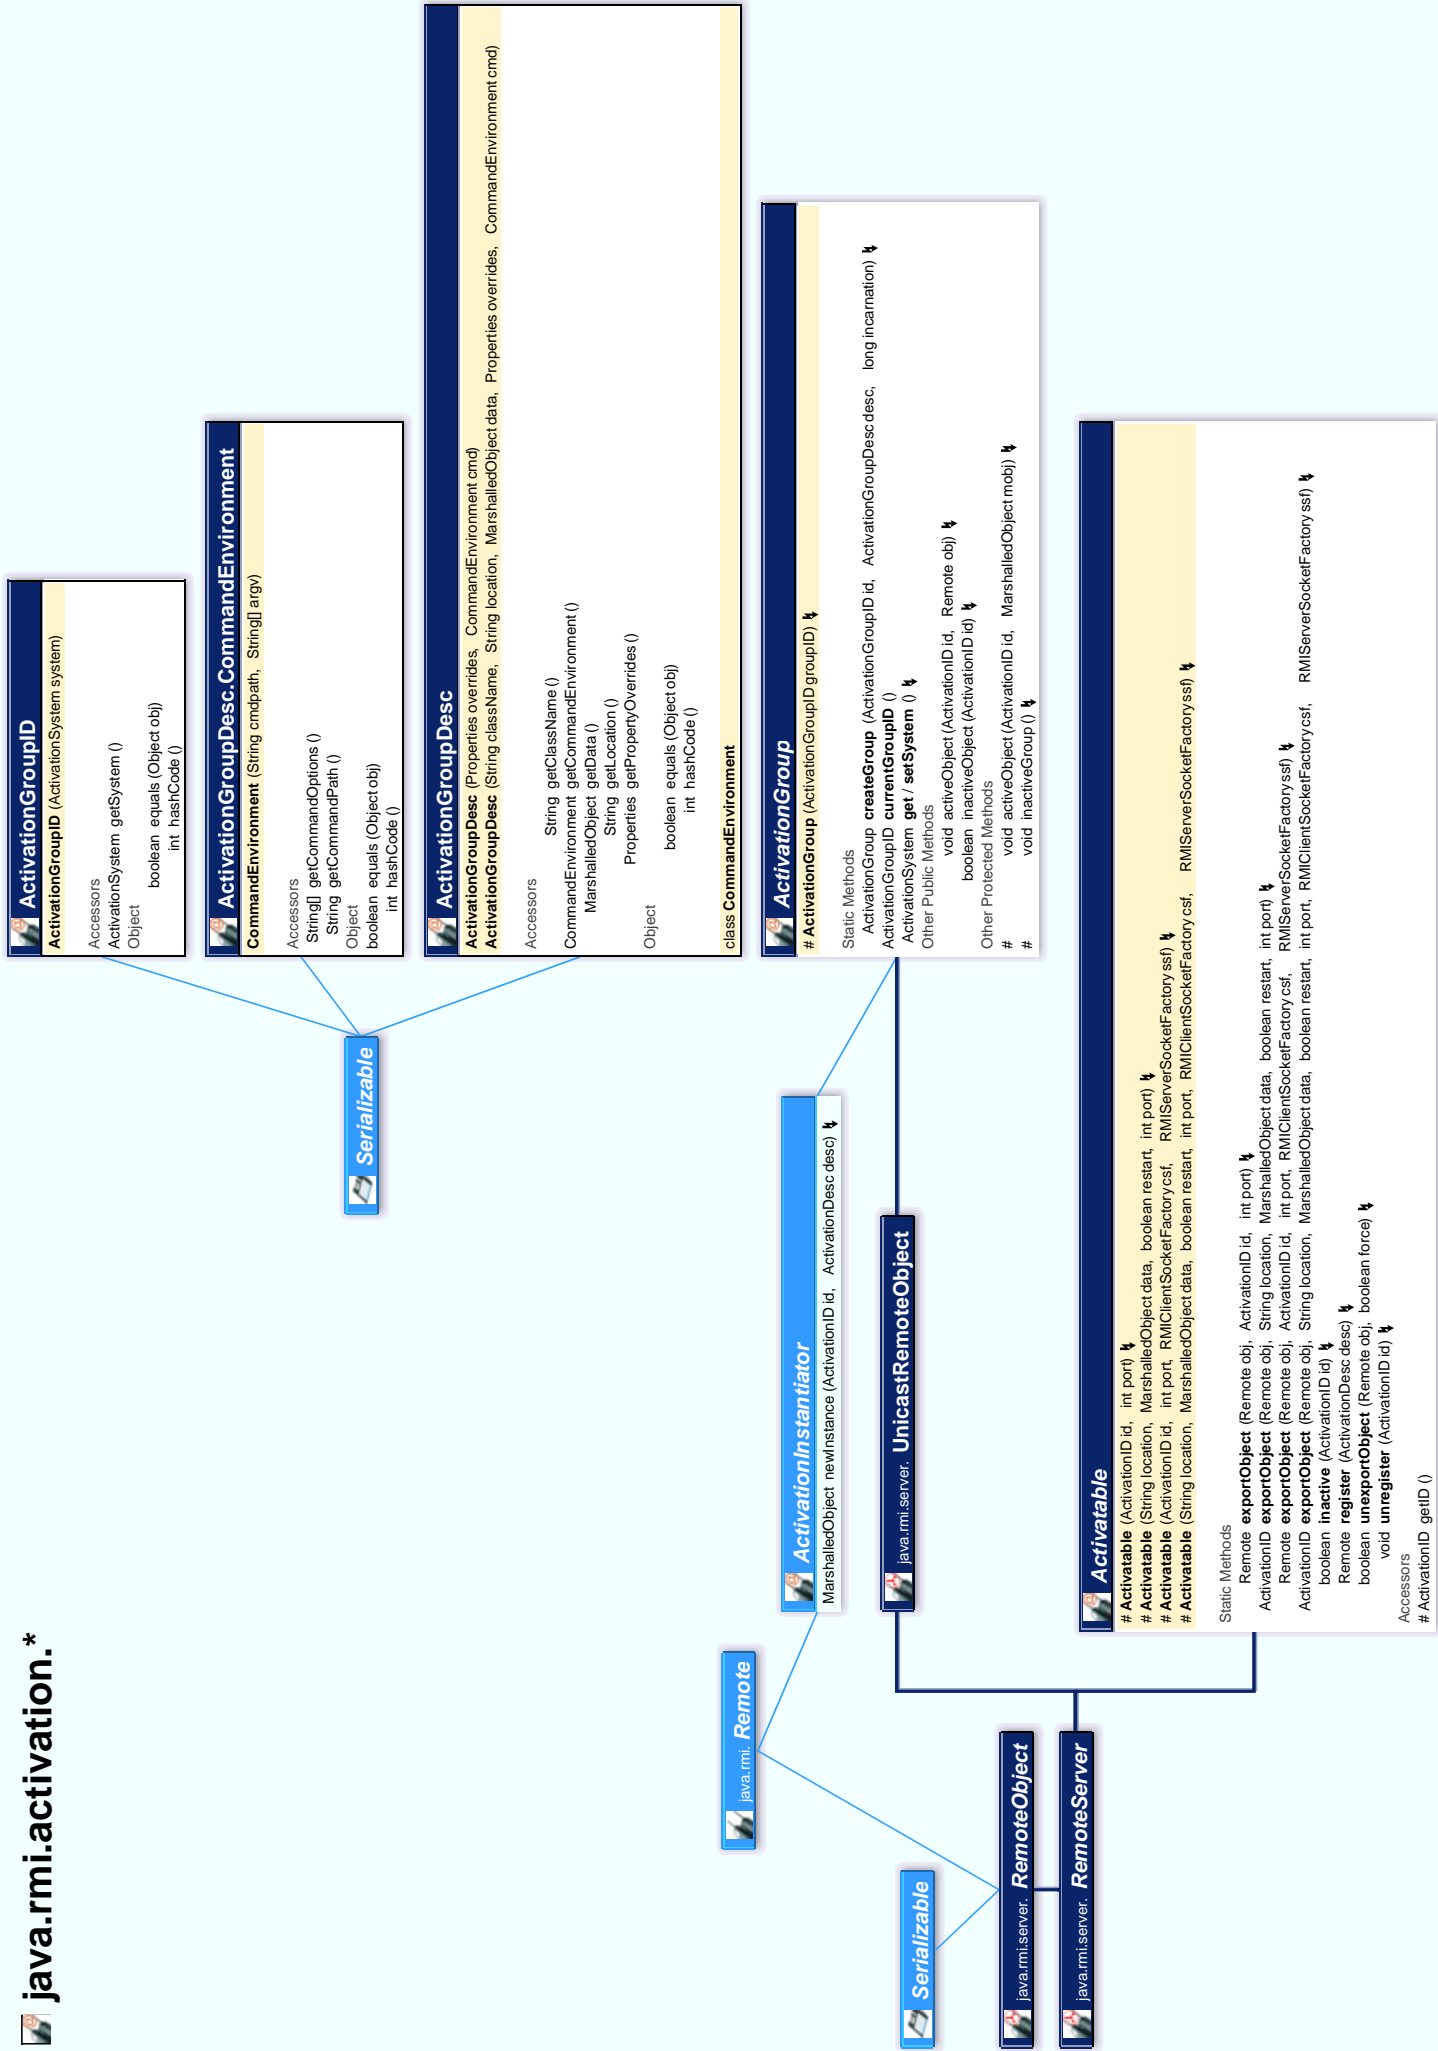 java.rmi.activation.*
ActivationGroupID
ActivationGroupID (ActivationSystem system)
Accessors
ActivationSystem getSystem ()
Object
boolean equals (Object obj)
int hashCode ()
ActivationGroupDesc.CommandEnvironment
CommandEnvironment (String cmdpath, String[] argv)
Accessors
String[] getCommandOptions ()
String getCommandPath ()
Object
boolean equals (Object obj)
int hashCode ()
ActivationGroupDesc
ActivationGroupDesc (Properties overrides, CommandEnvironment cmd)
ActivationGroupDesc (String className, String location, MarshalledObject data, Properties overrides, CommandEnvironment cmd)
Accessors
String getClassName ()
CommandEnvironment getCommandEnvironment ()
MarshalledObject getData ()
String getLocation ()
Properties getPropertyOverrides ()
Object
boolean equals (Object obj)
int hashCode ()
class CommandEnvironment
Serializable
ActivationGroup
# ActivationGroup (ActivationGroupID groupID)
Static Methods
ActivationGroup createGroup (ActivationGroupID id, ActivationGroupDesc desc, long incarnation)
ActivationGroupID currentGroupID ()
ActivationSystem get / setSystem ()
Other Public Methods
void activeObject (ActivationID id, Remote obj)
boolean inactiveObject (ActivationID id)
Other Protected Methods
# void activeObject (ActivationID id, MarshalledObject mobj)
# void inactiveGroup ()
java.rmi. Remote
ActivationInstantiator
MarshalledObject newInstance (ActivationID id, ActivationDesc desc)
java.rmi.server. UnicastRemoteObject
Serializable
java.rmi.server. RemoteObject
java.rmi.server. RemoteServer
Activatable
# Activatable (ActivationID id, int port)
# Activatable (String location, MarshalledObject data, boolean restart, int port)
# Activatable (ActivationID id, int port, RMIClientSocketFactory csf, RMIServerSocketFactory ssf)
# Activatable (String location, MarshalledObject data, boolean restart, int port, RMIClientSocketFactory csf, RMIServerSocketFactory ssf)
Static Methods
Remote exportObject (Remote obj, ActivationID id, int port)
ActivationID exportObject (Remote obj, String location, MarshalledObject data, boolean restart, int port)
Remote exportObject (Remote obj, ActivationID id, int port, RMIClientSocketFactory csf, RMIServerSocketFactory ssf)
ActivationID exportObject (Remote obj, String location, MarshalledObject data, boolean restart, int port, RMIClientSocketFactory csf, RMIServerSocketFactory ssf)
boolean inactive (ActivationID id)
Remote register (ActivationDesc desc)
boolean unexportObject (Remote obj, boolean force)
void unregister (ActivationID id)
Accessors
# ActivationID getID ()